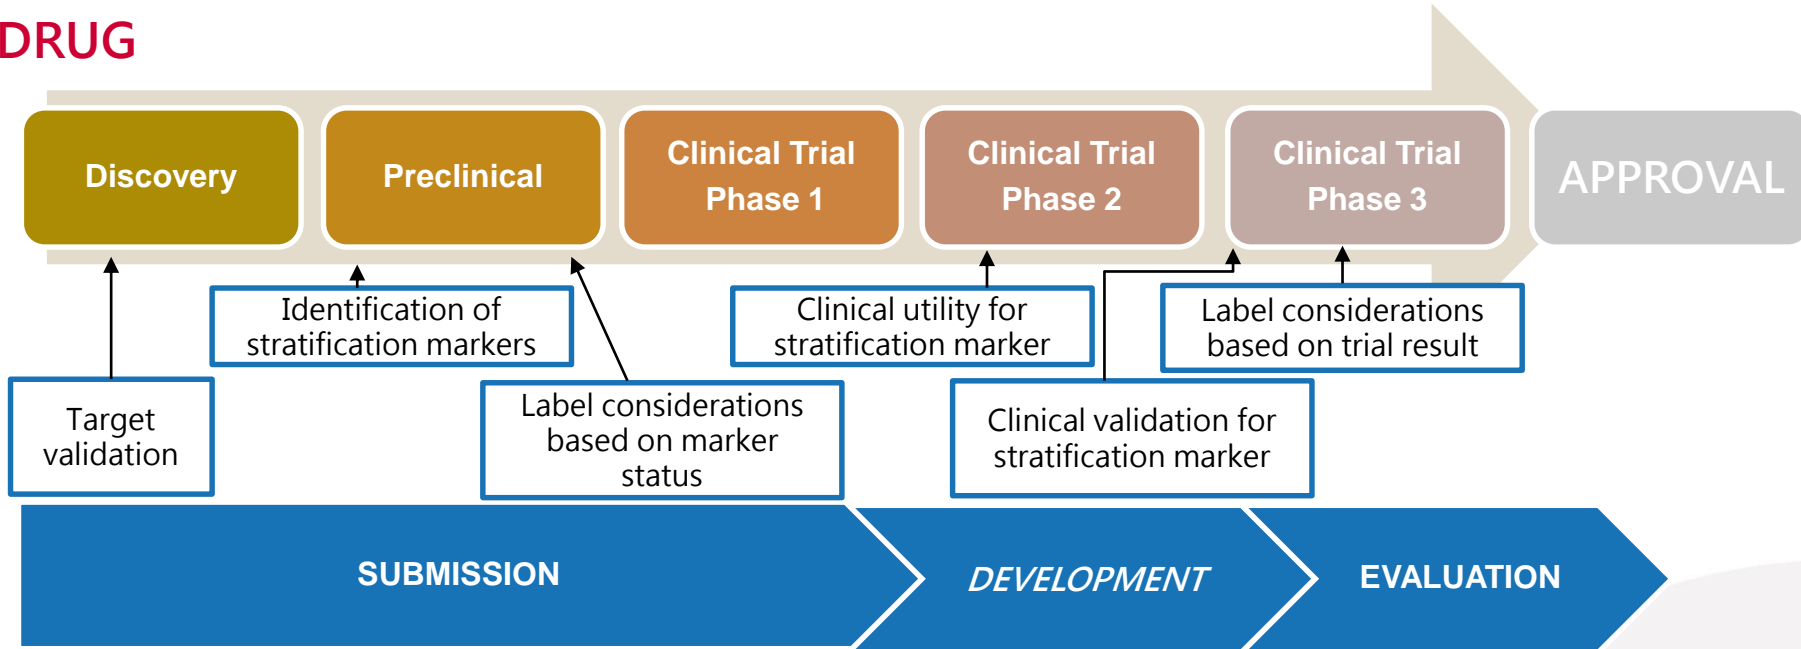 DRUG
Discovery
Preclinical
Clinical Trial
Phase 1
Clinical Trial
Phase 2
Clinical Trial
Phase 3
APPROVAL
Identification of
stratification markers
Clinical utility for
stratification marker
Label considerations
based on trial result
Target
validation
Label considerations
based on marker
status
Clinical validation for
stratification marker
SUBMISSION
DEVELOPMENT
EVALUATION